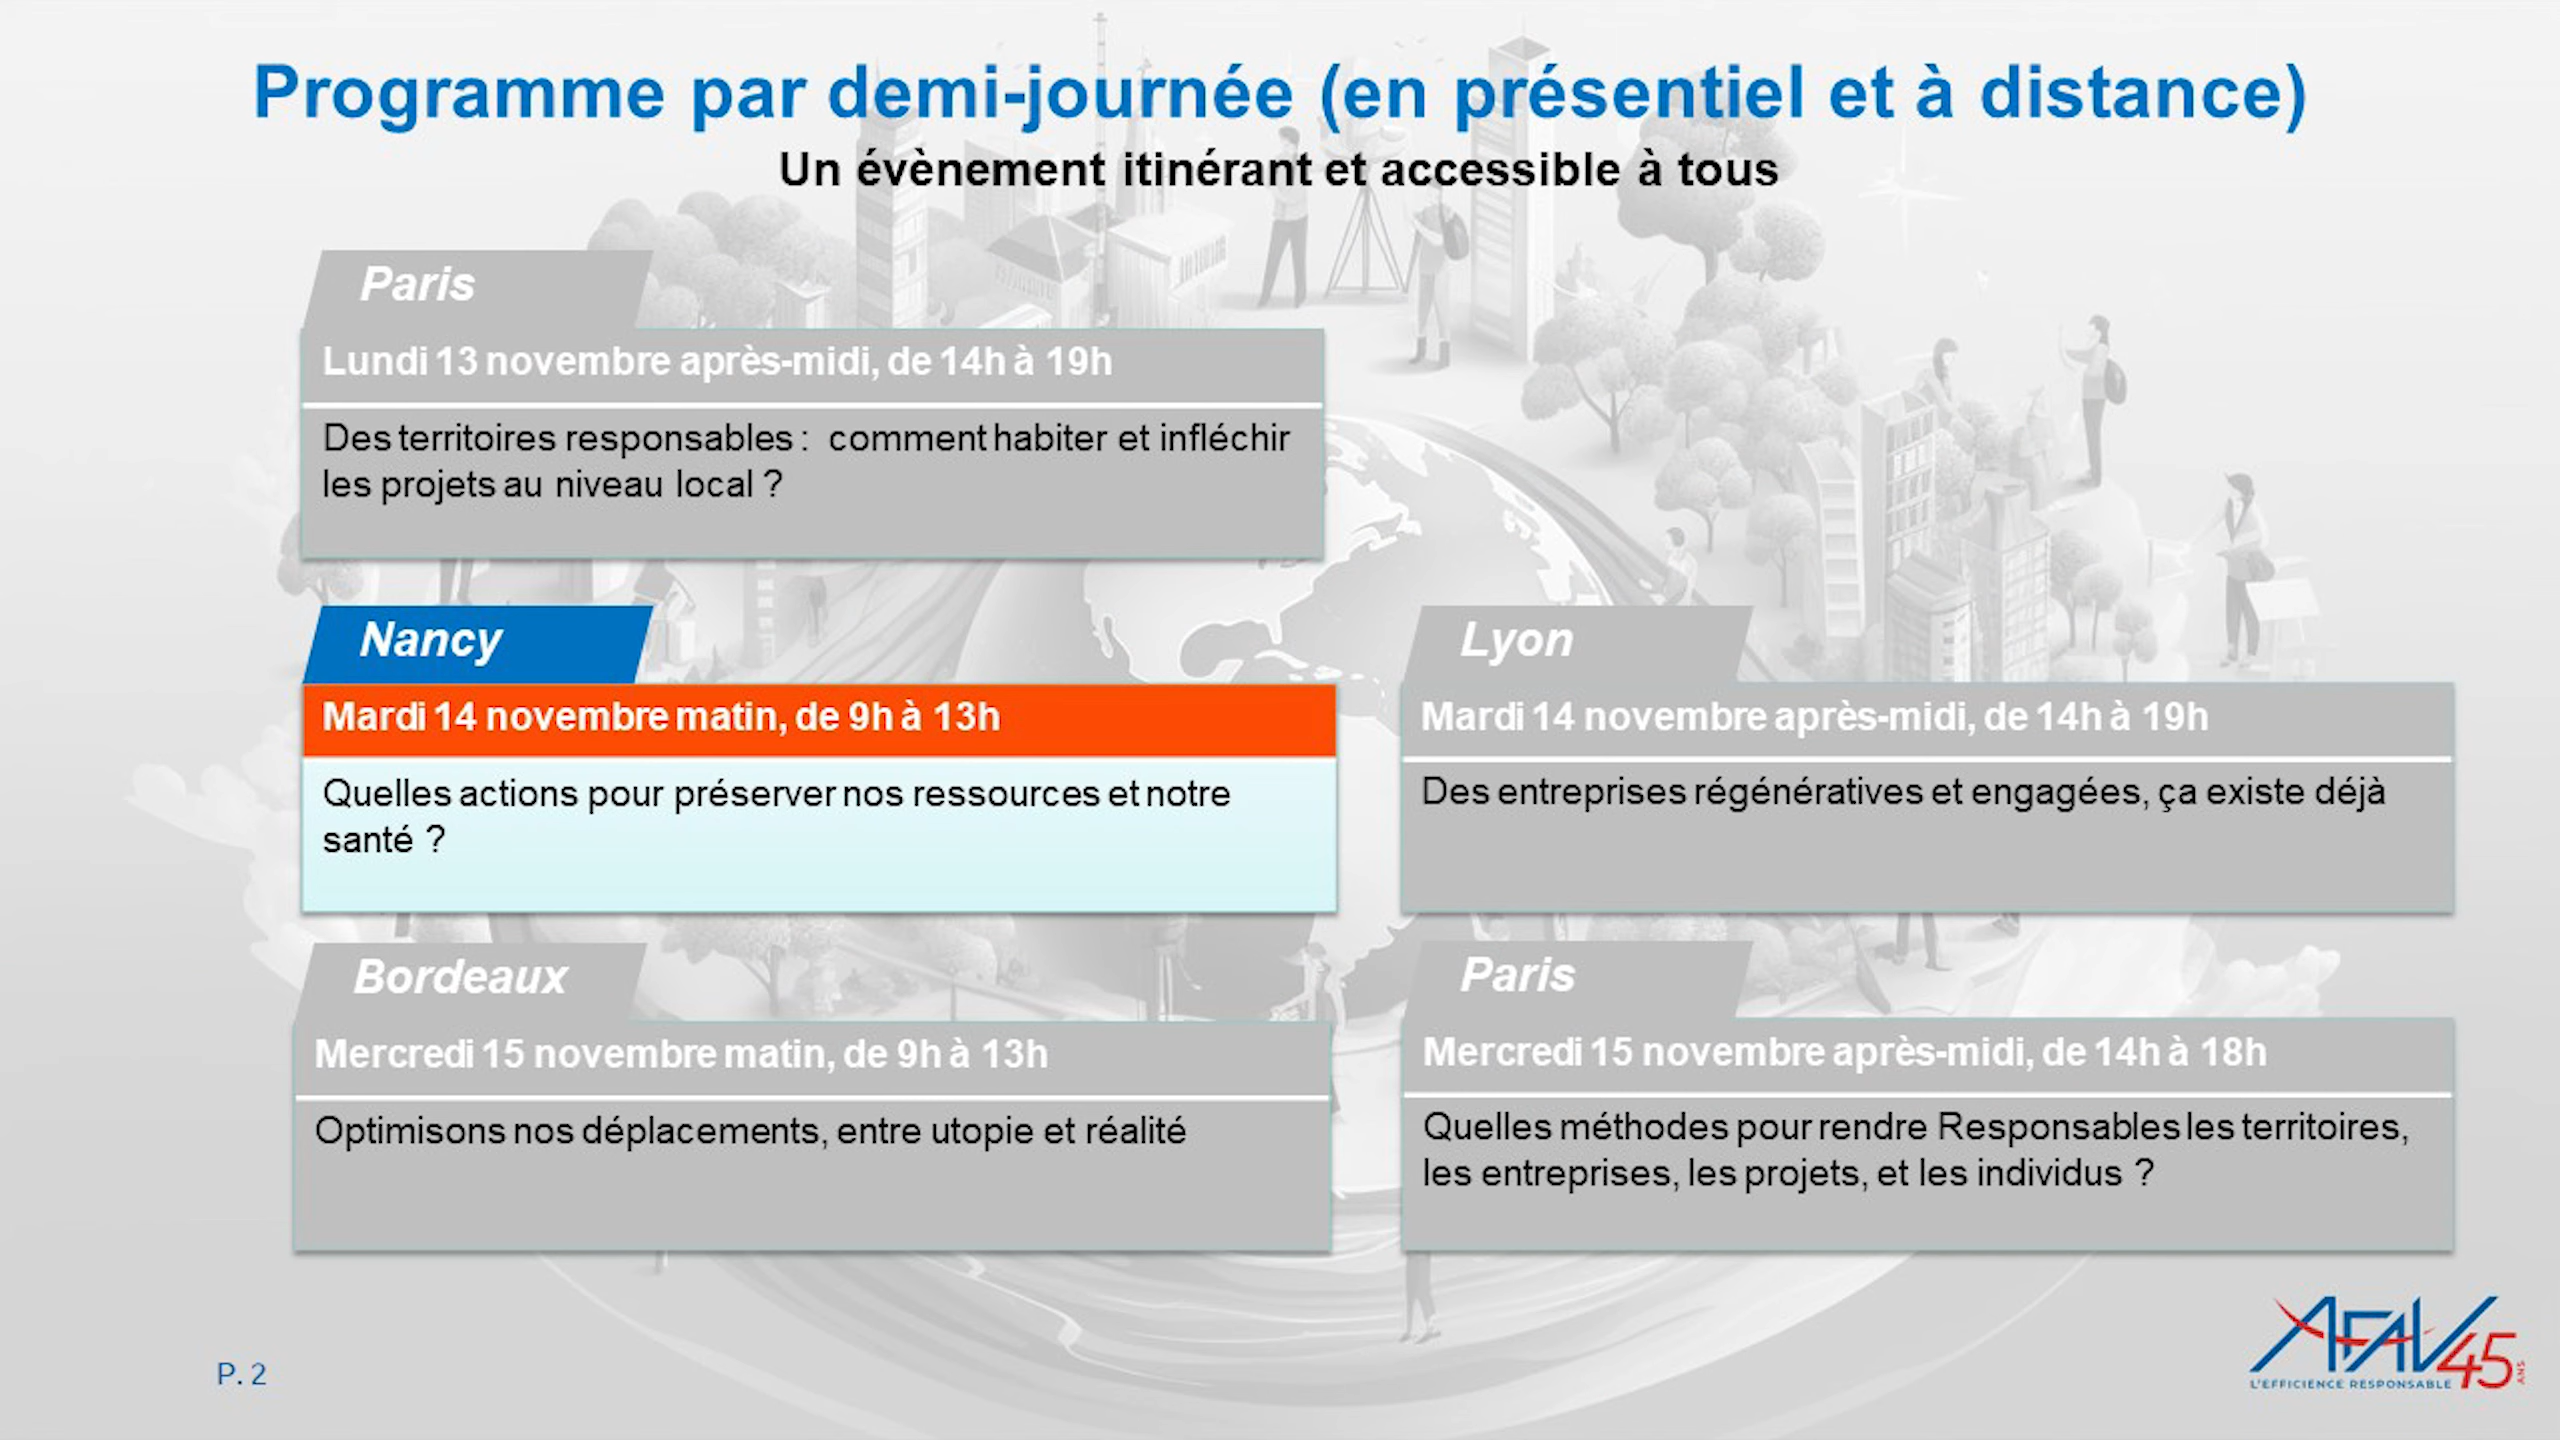 Programme par demi-journée (en présentiel et à distance)
Un évènement itinérant et accessible à tous
Paris
Lundi 13 novembre après-midi, de 14h à 19h
Des territoires responsables : comment habiter et infléchir
les projets au niveau local ?
Nancy
Mardi 14 novembre matin, de 9h à 13h
Quelles actions pour préserver nos ressources et notre
santé ?
Lyon
Mardi 14 novembre après-midi, de 14h à 19h
Des entreprises régénératives et engagées, ça existe déjà
Bordeaux
Mercredi 15 novembre matin, de 9h à 13h
Optimisons nos déplacements, entre utopie et réalité
Paris
Mercredi 15 novembre après-midi, de 14h à 18h
Quelles méthodes pour rendre Responsables les territoires,
les entreprises, les projets, et les individus ?
P. 2
AFAV 45 ANS
L'EFFICIENCE RESPONSABLE